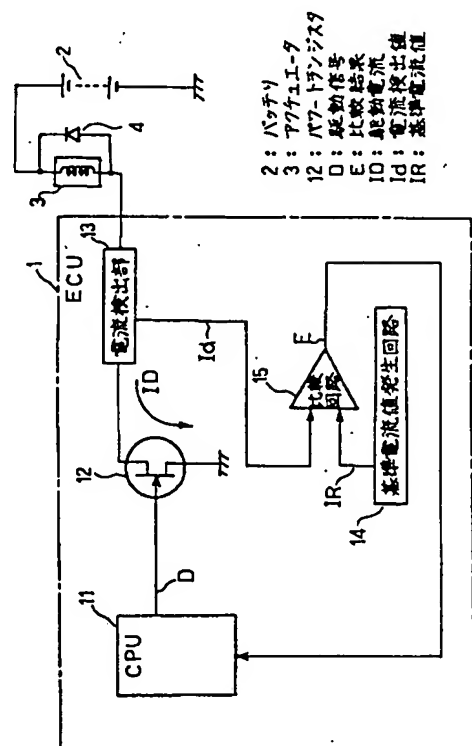 1
ECU
11
CPU
D
12
ID
13
電流検出部
3
4
2
Id
15
比較
回路
E
IR
14
基準電流値発生回路
2：バッテリ
3：アクチュエータ
12：パワートランジスタ
D：駆動信号
E：比較結果
ID：駆動電流
Id：電流検出値
IR：基準電流値